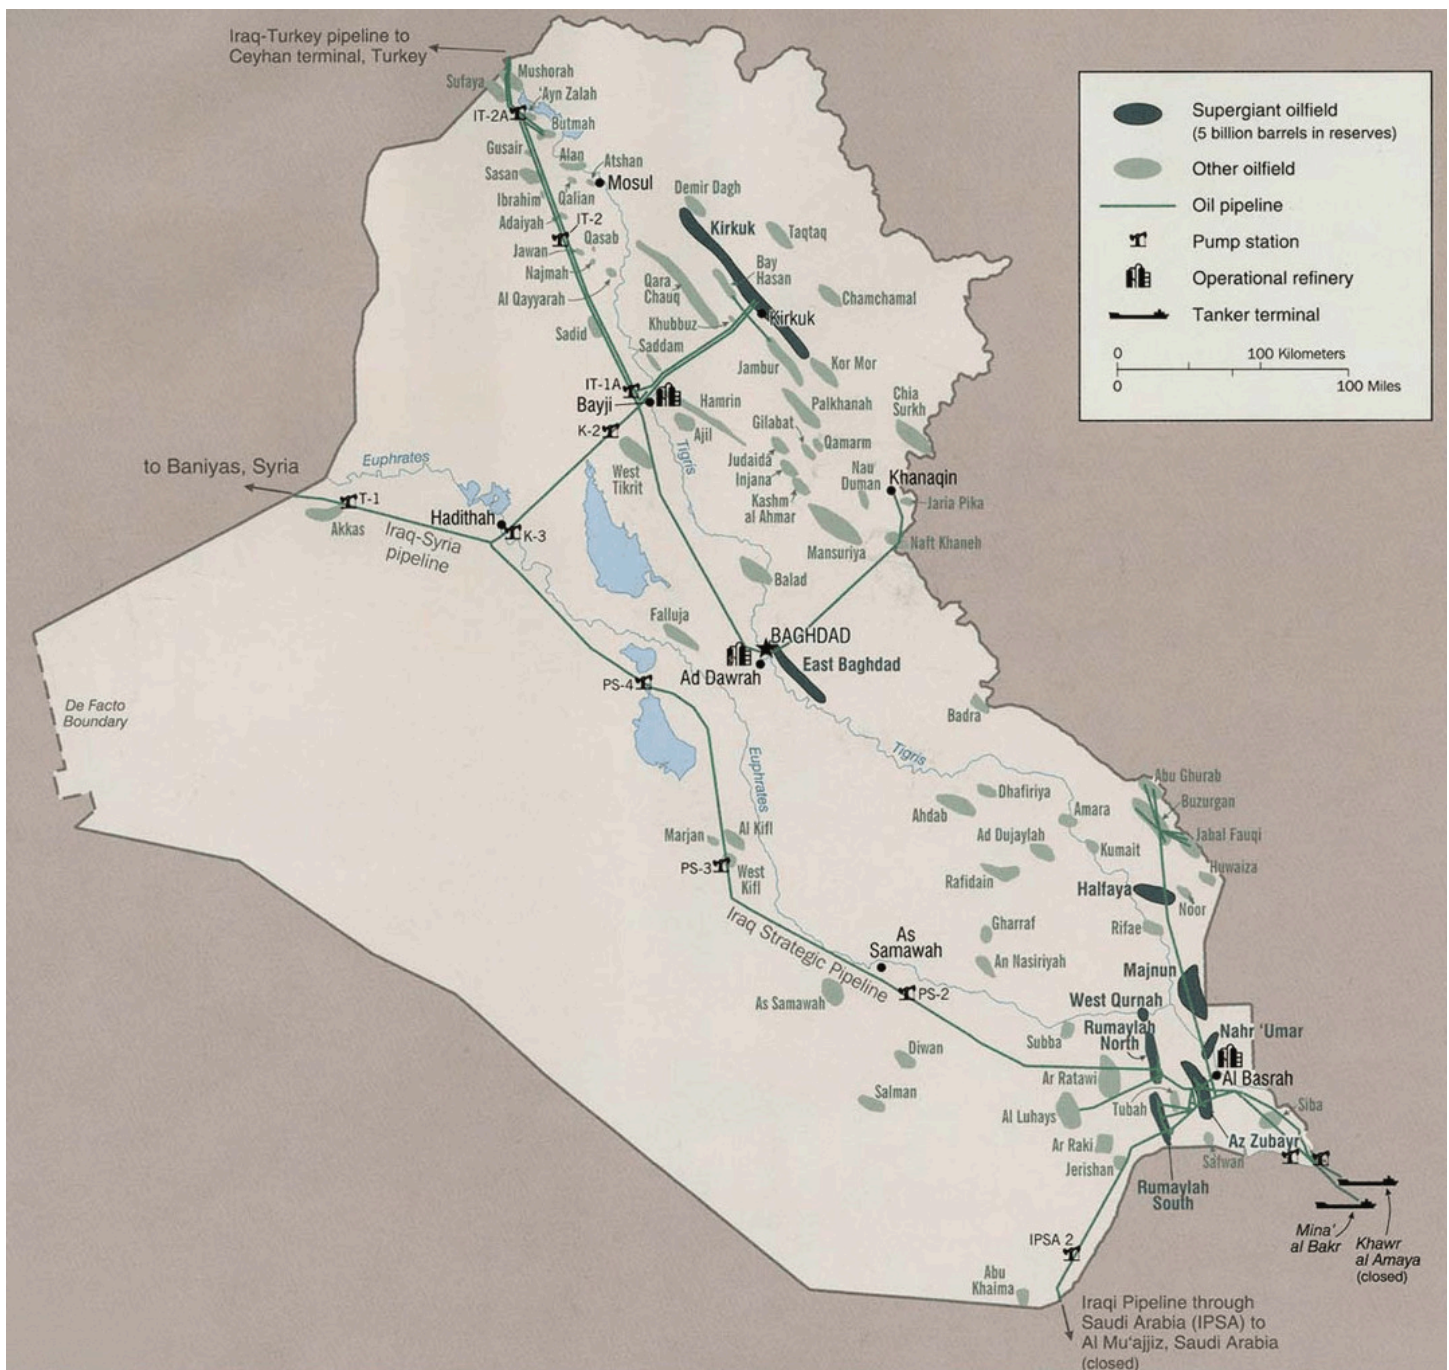 Iraq-Turkey pipeline to
Ceyhan terminal, Turkey
Mushorah
Sufaya
'Ayn Zalah
IT-2A
Butmah
Gusair
Alan
Atshan
Sasan
Mosul
Ibrahim
Qalian
Adaiyah
IT-2
Jawan
Qasab
Najmah
Al Qayyarah
Sadid
Demir Dagh
Kirkuk
Taqtaq
Bay
Hasan
Qara
Chauq
Chamchamal
Khubbuz
Kirkuk
Saddam
Jambur
Kor Mor
IT-1A
Bayji
Hamrin
Palkhanah
Chia
Surkh
K-2
Ajil
Gilabat
Qamarm
Tigris
Judaida
West
Tikrit
Injana
Nau
Duman
Khanaqin
Kashm
al Ahmar
Jaria Pika
Mansuriya
Naft Khaneh
to Baniyas, Syria
Euphrates
T-1
Akkas
Hadithah
K-3
Iraq-Syria
pipeline
Balad
Falluja
BAGHDAD
East Baghdad
Ad Dawrah
PS-4
De Facto
Boundary
Badra
Tigris
Euphrates
Abu Ghurab
Buzurgan
Dhafiriya
Ahdab
Amara
Jabal Fauqi
Ad Dujaylah
Kumait
Huwaiza
Marjan
Al Kifl
PS-3
West
Kifl
Rafidain
Halfaya
Noor
Gharraf
Rifae
Iraq Strategic Pipeline
As
Samawah
An Nasiriyah
Majnun
As Samawah
PS-2
West Qurnah
Subba
Rumaylah
North
Nahr 'Umar
Diwan
Ar Ratawi
Al Basrah
Salman
Al Luhays
Tubah
Siba
Ar Raki
Az Zubayr
Jerishan
Safwan
Rumaylah
South
IPSA 2
Mina'
al Bakr
Khawr
al Amaya
(closed)
Abu
Khaima
Iraqi Pipeline through
Saudi Arabia (IPSA) to
Al Mu'ajjiz, Saudi Arabia
(closed)
Supergiant oilfield
(5 billion barrels in reserves)
Other oilfield
Oil pipeline
Pump station
Operational refinery
Tanker terminal
0 100 Kilometers
0 100 Miles